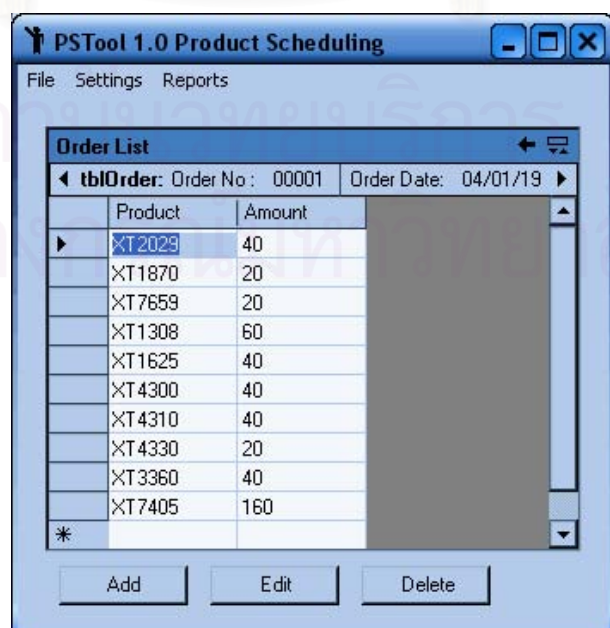 PSTool 1.0 Product Scheduling
File Settings Reports
Order List
tblOrder: Order No : 00001 Order Date: 04/01/19
Product Amount
XT2029 40
XT1870 20
XT7659 20
XT1308 60
XT1625 40
XT4300 40
XT4310 40
XT4330 20
XT3360 40
XT7405 160
Add Edit Delete